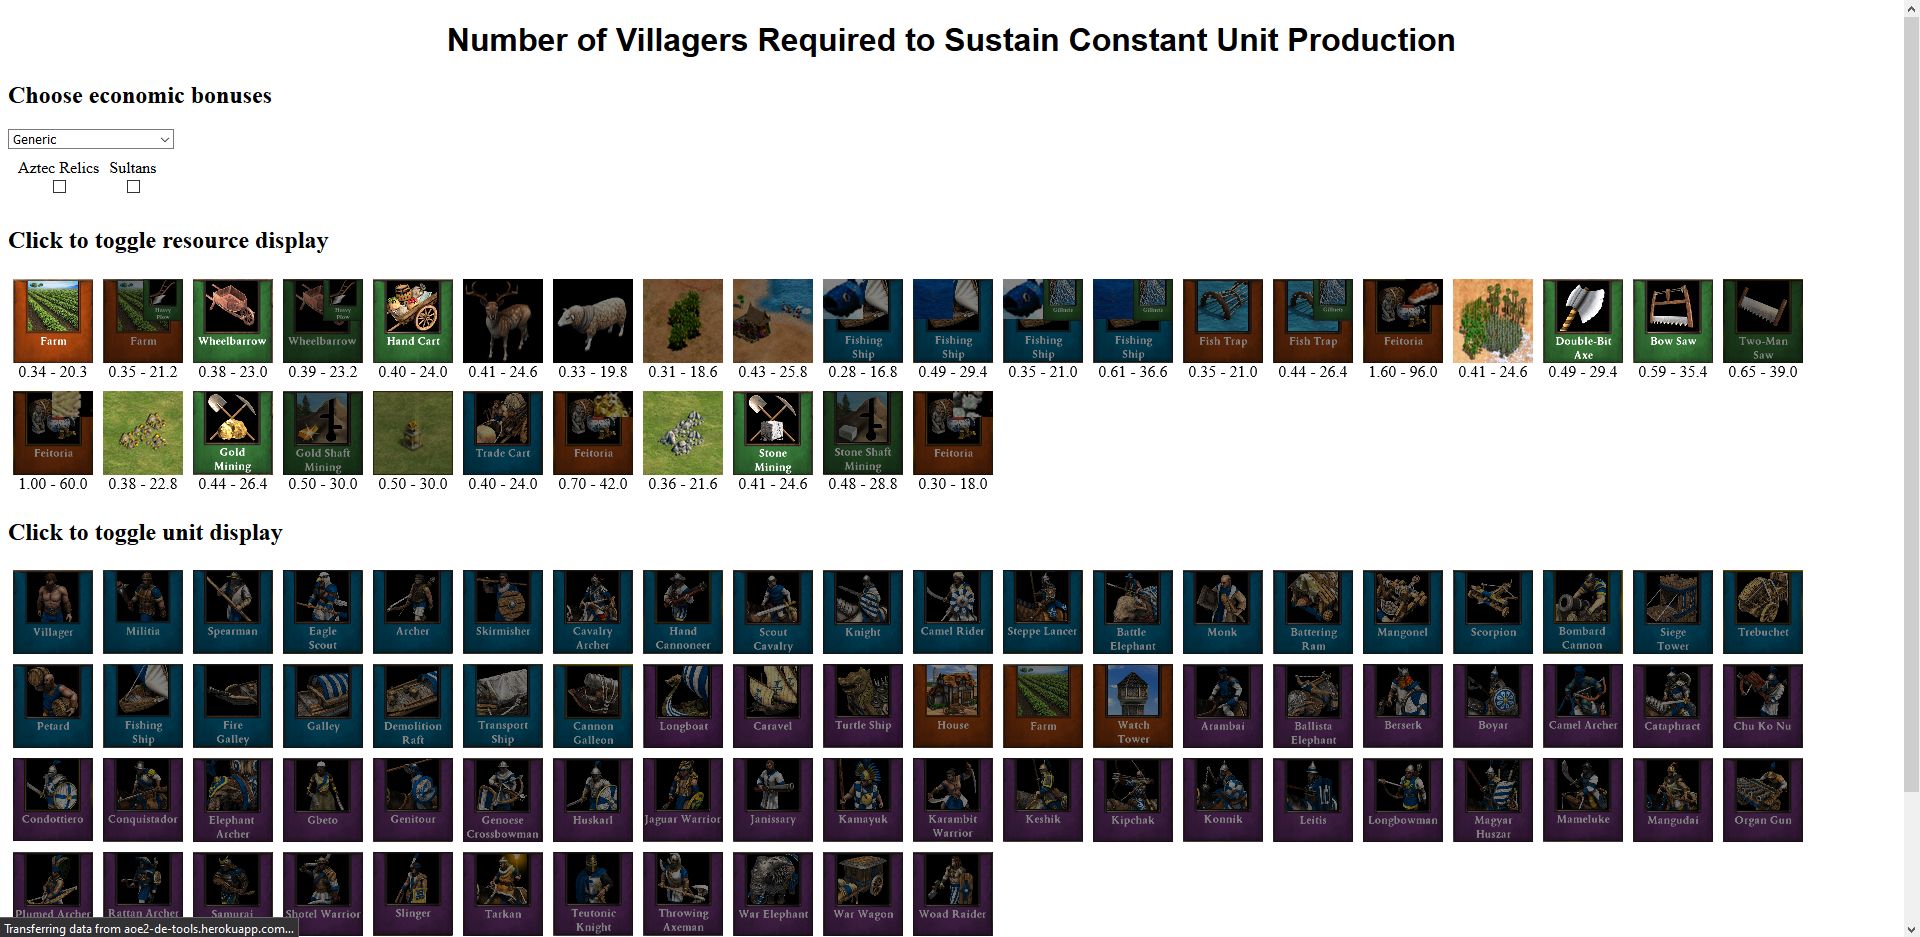 Number of Villagers Required to Sustain Constant Unit Production
Choose economic bonuses
Generic
Aztec Relics Sultans
Click to toggle resource display
Farm Farm Heavy Plow Wheelbarrow Wheelbarrow Heavy Plow Hand Cart Fishing Ship Fishing Ship Fishing Ship Gillnets Fishing Ship Gillnets Fish Trap Fish Trap Gillnets Feitoria Double-Bit Axe Bow Saw Two-Man Saw
0.34 - 20.3 0.35 - 21.2 0.38 - 23.0 0.39 - 23.2 0.40 - 24.0 0.41 - 24.6 0.33 - 19.8 0.31 - 18.6 0.43 - 25.8 0.28 - 16.8 0.49 - 29.4 0.35 - 21.0 0.61 - 36.6 0.35 - 21.0 0.44 - 26.4 1.60 - 96.0 0.41 - 24.6 0.49 - 29.4 0.59 - 35.4 0.65 - 39.0
Feitoria Gold Mining Gold Shaft Mining Trade Cart Feitoria Stone Mining Stone Shaft Mining Feitoria
1.00 - 60.0 0.38 - 22.8 0.44 - 26.4 0.50 - 30.0 0.50 - 30.0 0.40 - 24.0 0.70 - 42.0 0.36 - 21.6 0.41 - 24.6 0.48 - 28.8 0.30 - 18.0
Click to toggle unit display
Villager Militia Spearman Eagle Scout Archer Skirmisher Cavalry Archer Hand Cannoneer Scout Cavalry Knight Camel Rider Steppe Lancer Battle Elephant Monk Battering Ram Mangonel Scorpion Bombard Cannon Siege Tower Trebuchet
Petard Fishing Ship Fire Galley Galley Demolition Raft Transport Ship Cannon Galleon Longboat Caravel Turtle Ship House Farm Watch Tower Arambai Ballista Elephant Berserk Boyar Camel Archer Cataphract Chu Ko Nu
Condottiero Conquistador Elephant Archer Gbeto Genitour Genoese Crossbowman Huskarl Jaguar Warrior Janissary Kamayuk Karambit Warrior Keshik Kipchak Konnik Leitis Longbowman Magyar Huszar Mameluke Mangudai Organ Gun
Plumed Archer Rattan Archer Samurai Shotel Warrior Slinger Tarkan Teutonic Knight Throwing Axeman War Elephant War Wagon Woad Raider
Transferring data from aoe2-de-tools.herokuapp.com...